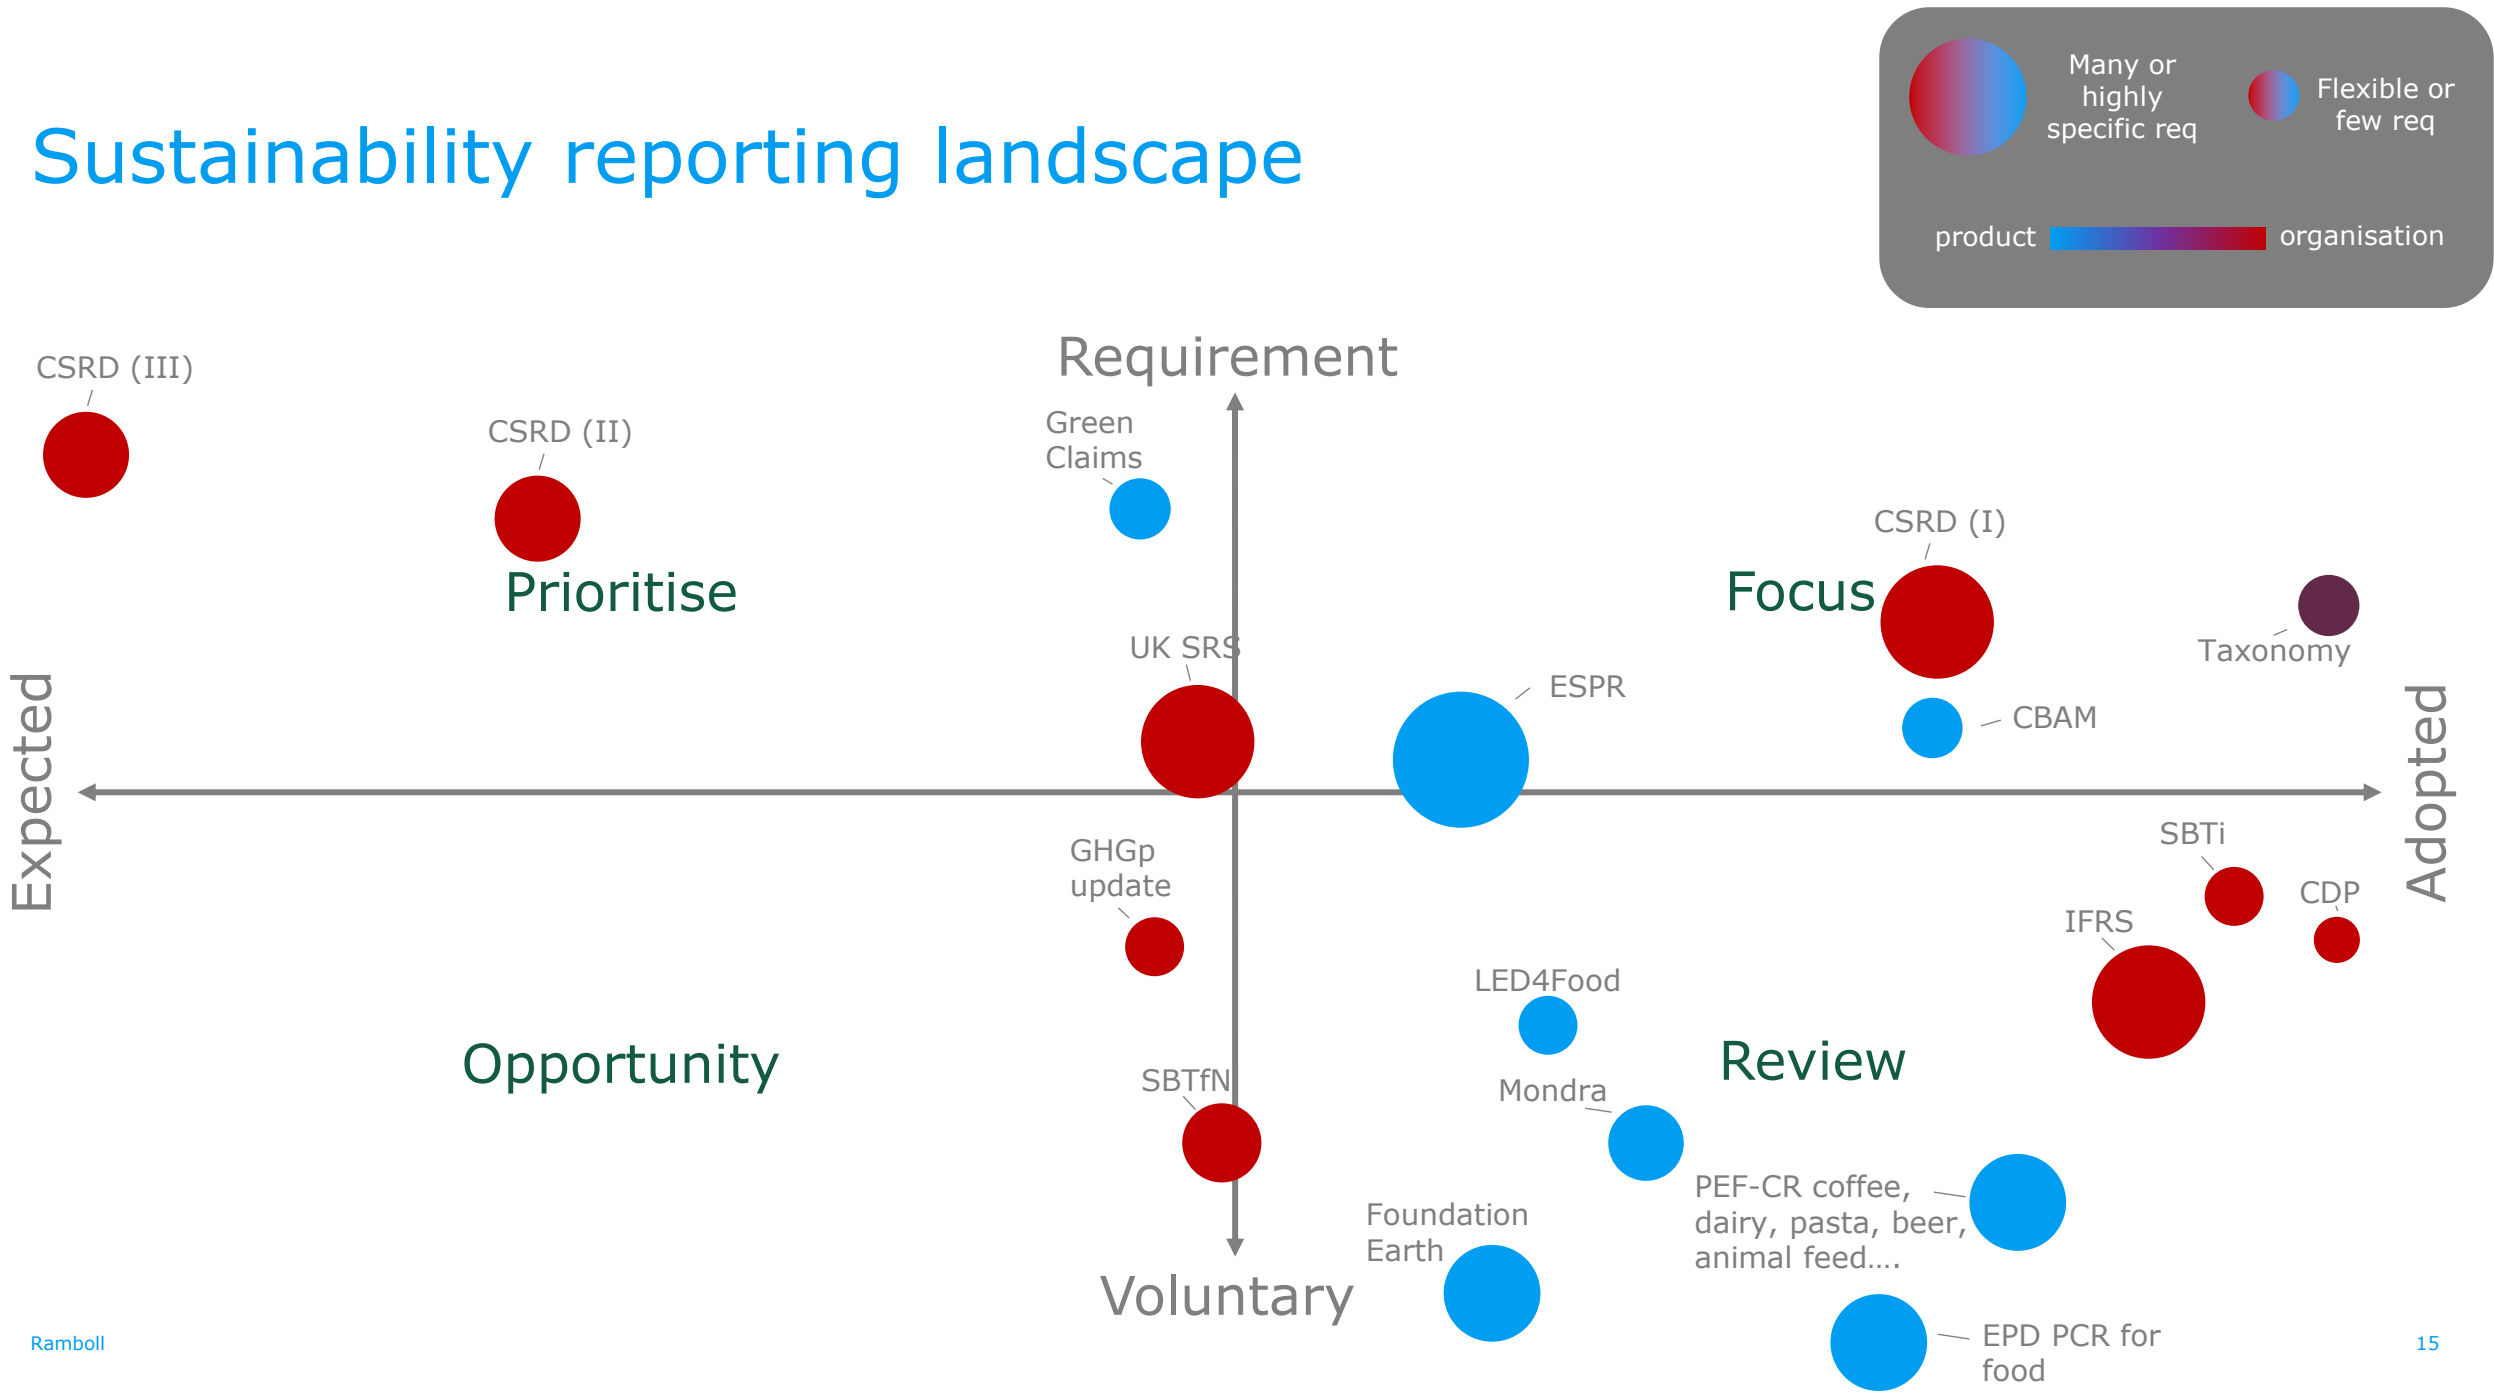 Many or
highly
specific req
Flexible or
few req
Sustainability reporting landscape
product
organisation
Requirement
CSRD (III)
CSRD (II)
Green
Claims
CSRD (I)
Prioritise
Focus
UK SRS
Taxonomy
ESPR
CBAM
Expected
Adopted
SBTi
GHGp
update
CDP
IFRS
LED4Food
Opportunity
Review
SBTfN
Mondra
PEF-CR coffee,
dairy, pasta, beer,
animal feed….
Foundation
Earth
Voluntary
EPD PCR for
food
Ramboll
15